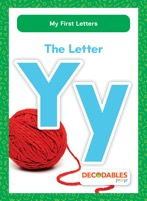 My First Letters
The Letter
Yy
DECODABLES